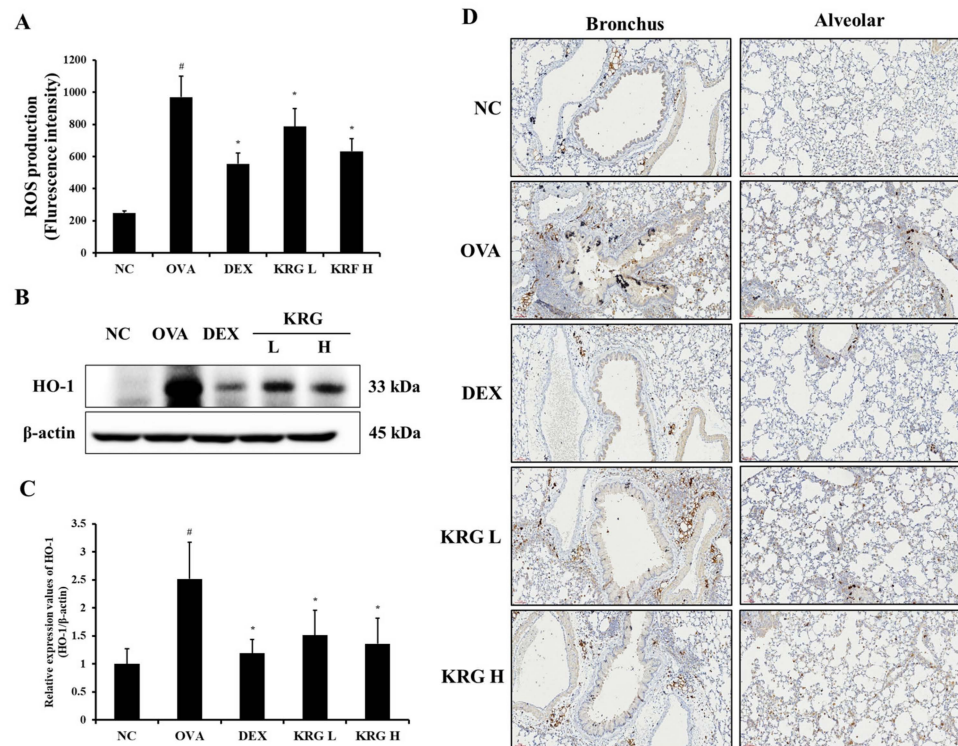 A
ROS production
(Flurescence intensity)
1200
1000
800
600
400
200
0
#
*
*
*
NC OVA DEX KRG L KRF H
B
KRG
NC OVA DEX L H
HO-1 33 kDa
β-actin 45 kDa
C
Relative expression values of HO-1
(HO-1/β-actin)
3.5
3
2.5
2
1.5
1
0.5
0
#
*
*
*
NC OVA DEX KRG L KRG H
D
Bronchus Alveolar
NC
OVA
DEX
KRG L
KRG H